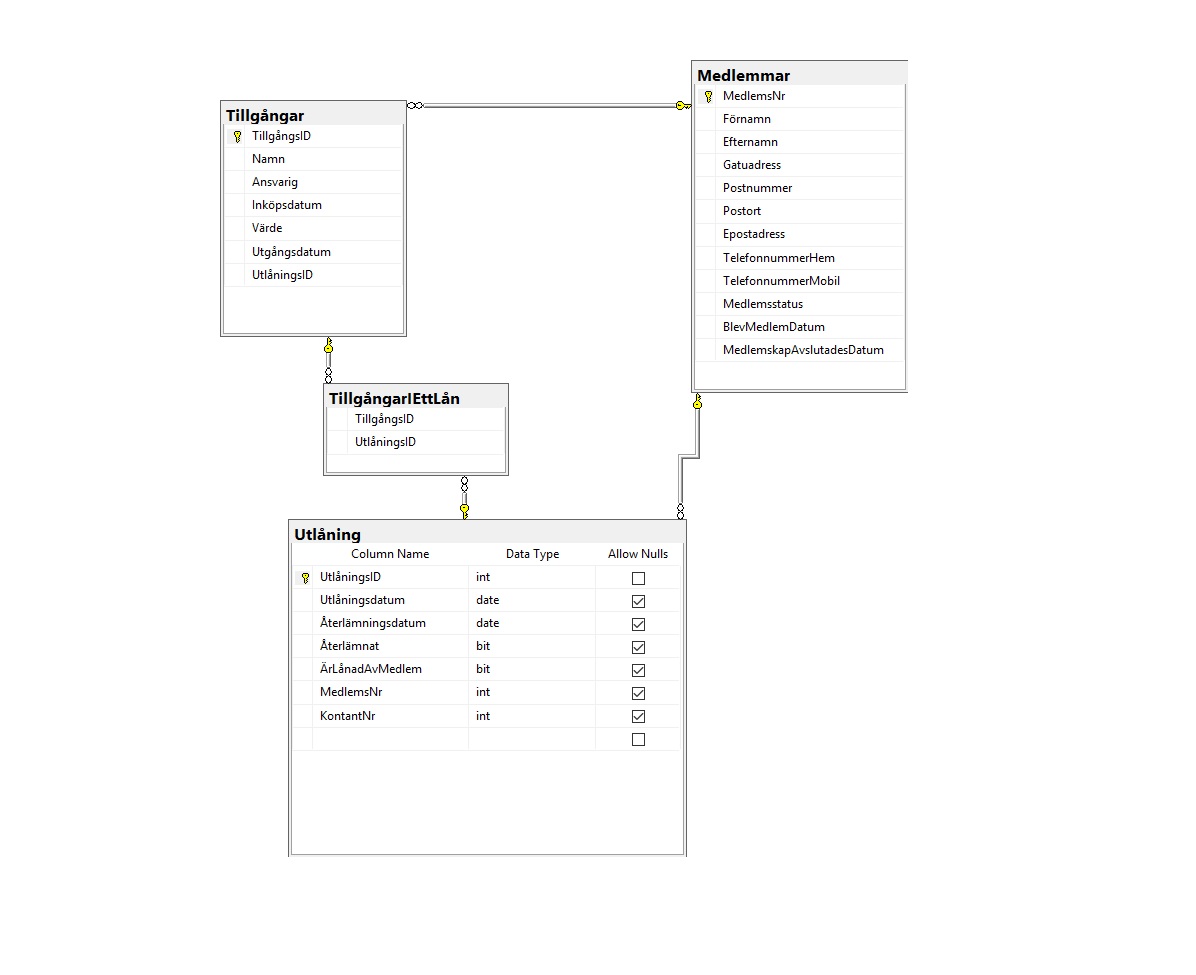 Medlemmar
MedlemsNr
Förnamn
Efternamn
Gatuadress
Postnummer
Postort
Epostadress
TelefonnummerHem
TelefonnummerMobil
Medlemsstatus
BlevMedlemDatum
MedlemskapAvslutadesDatum
Tillgångar
TillgångsID
Namn
Ansvarig
Inköpsdatum
Värde
Utgångsdatum
UtlåningsID
TillgångarIEttLån
TillgångsID
UtlåningsID
Utlåning
Column Name Data Type Allow Nulls
UtlåningsID int
Utlåningsdatum date
Återlämningsdatum date
Återlämnat bit
ÄrLånadAvMedlem bit
MedlemsNr int
KontantNr int